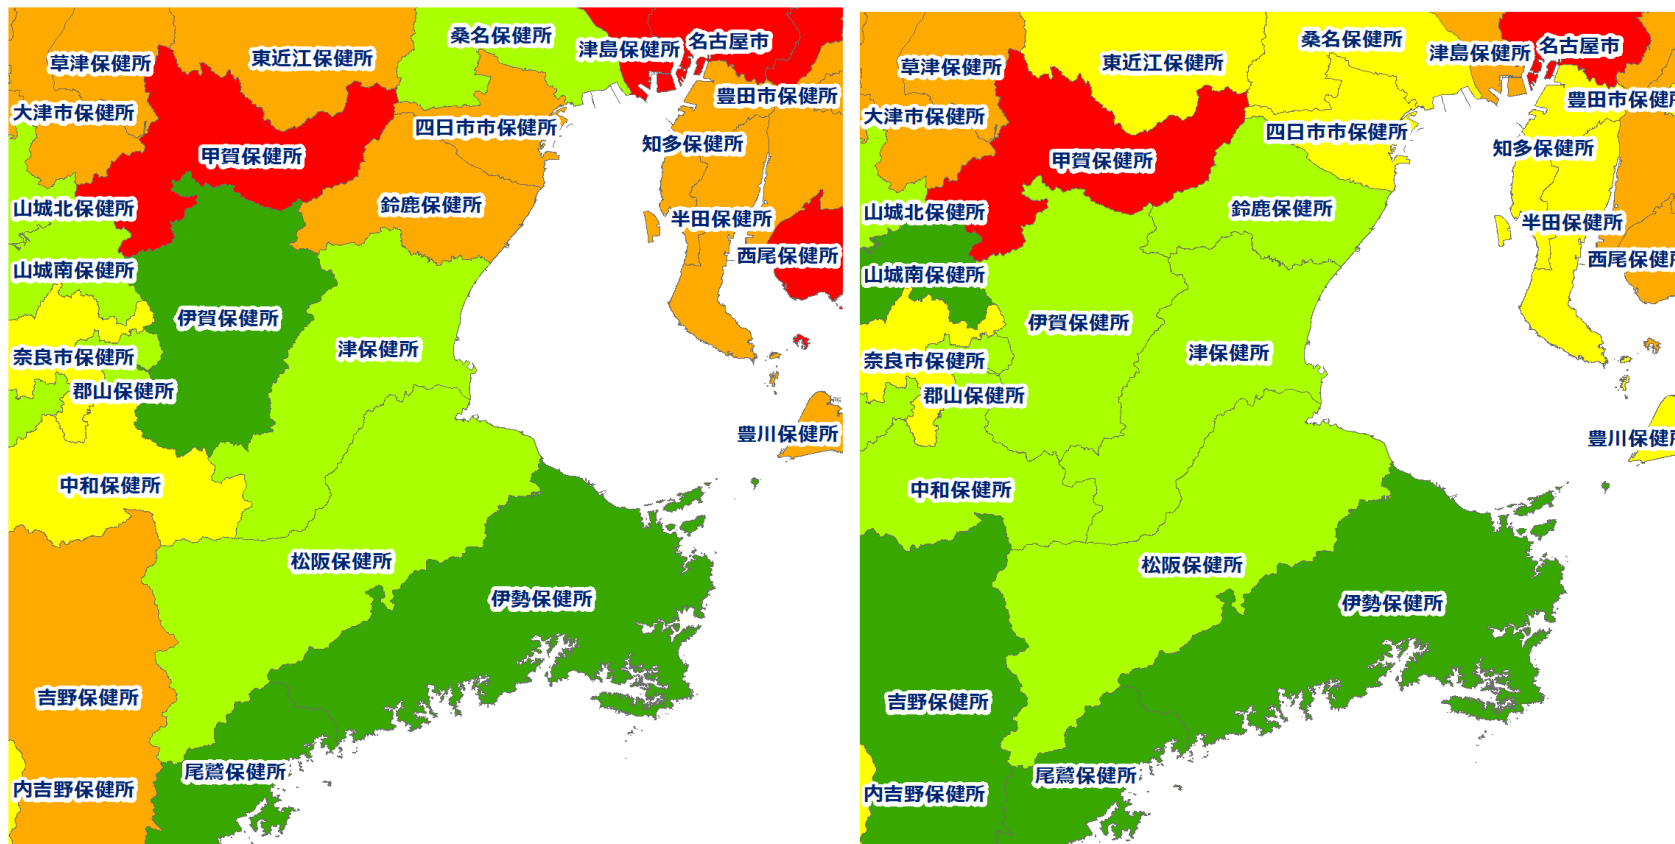 桑名保健所
津島保健所
名古屋市
草津保健所
東近江保健所
大津市保健所
豊田市保健所
四日市市保健所
知多保健所
甲賀保健所
山城北保健所
鈴鹿保健所
半田保健所
西尾保健所
山城南保健所
伊賀保健所
津保健所
奈良市保健所
郡山保健所
豊川保健所
中和保健所
松阪保健所
伊勢保健所
吉野保健所
尾鷲保健所
内吉野保健所
桑名保健所
津島保健所
名古屋市
草津保健所
東近江保健所
大津市保健所
豊田市保健所
四日市市保健所
知多保健所
甲賀保健所
山城北保健所
鈴鹿保健所
半田保健所
西尾保健所
山城南保健所
伊賀保健所
津保健所
奈良市保健所
郡山保健所
豊川保健所
中和保健所
松阪保健所
伊勢保健所
吉野保健所
尾鷲保健所
内吉野保健所